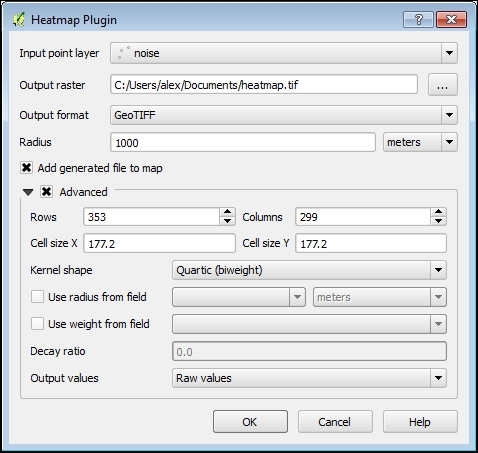 Heatmap Plugin
?
Input point layer noise
Output raster C:/Users/alex/Documents/heatmap.tif ...
Output format GeoTIFF
Radius 1000 meters
Add generated file to map
Advanced
Rows 353 Columns 299
Cell size X 177.2 Cell size Y 177.2
Kernel shape Quartic (biweight)
Use radius from field meters
Use weight from field
Decay ratio 0.0
Output values Raw values
OK Cancel Help